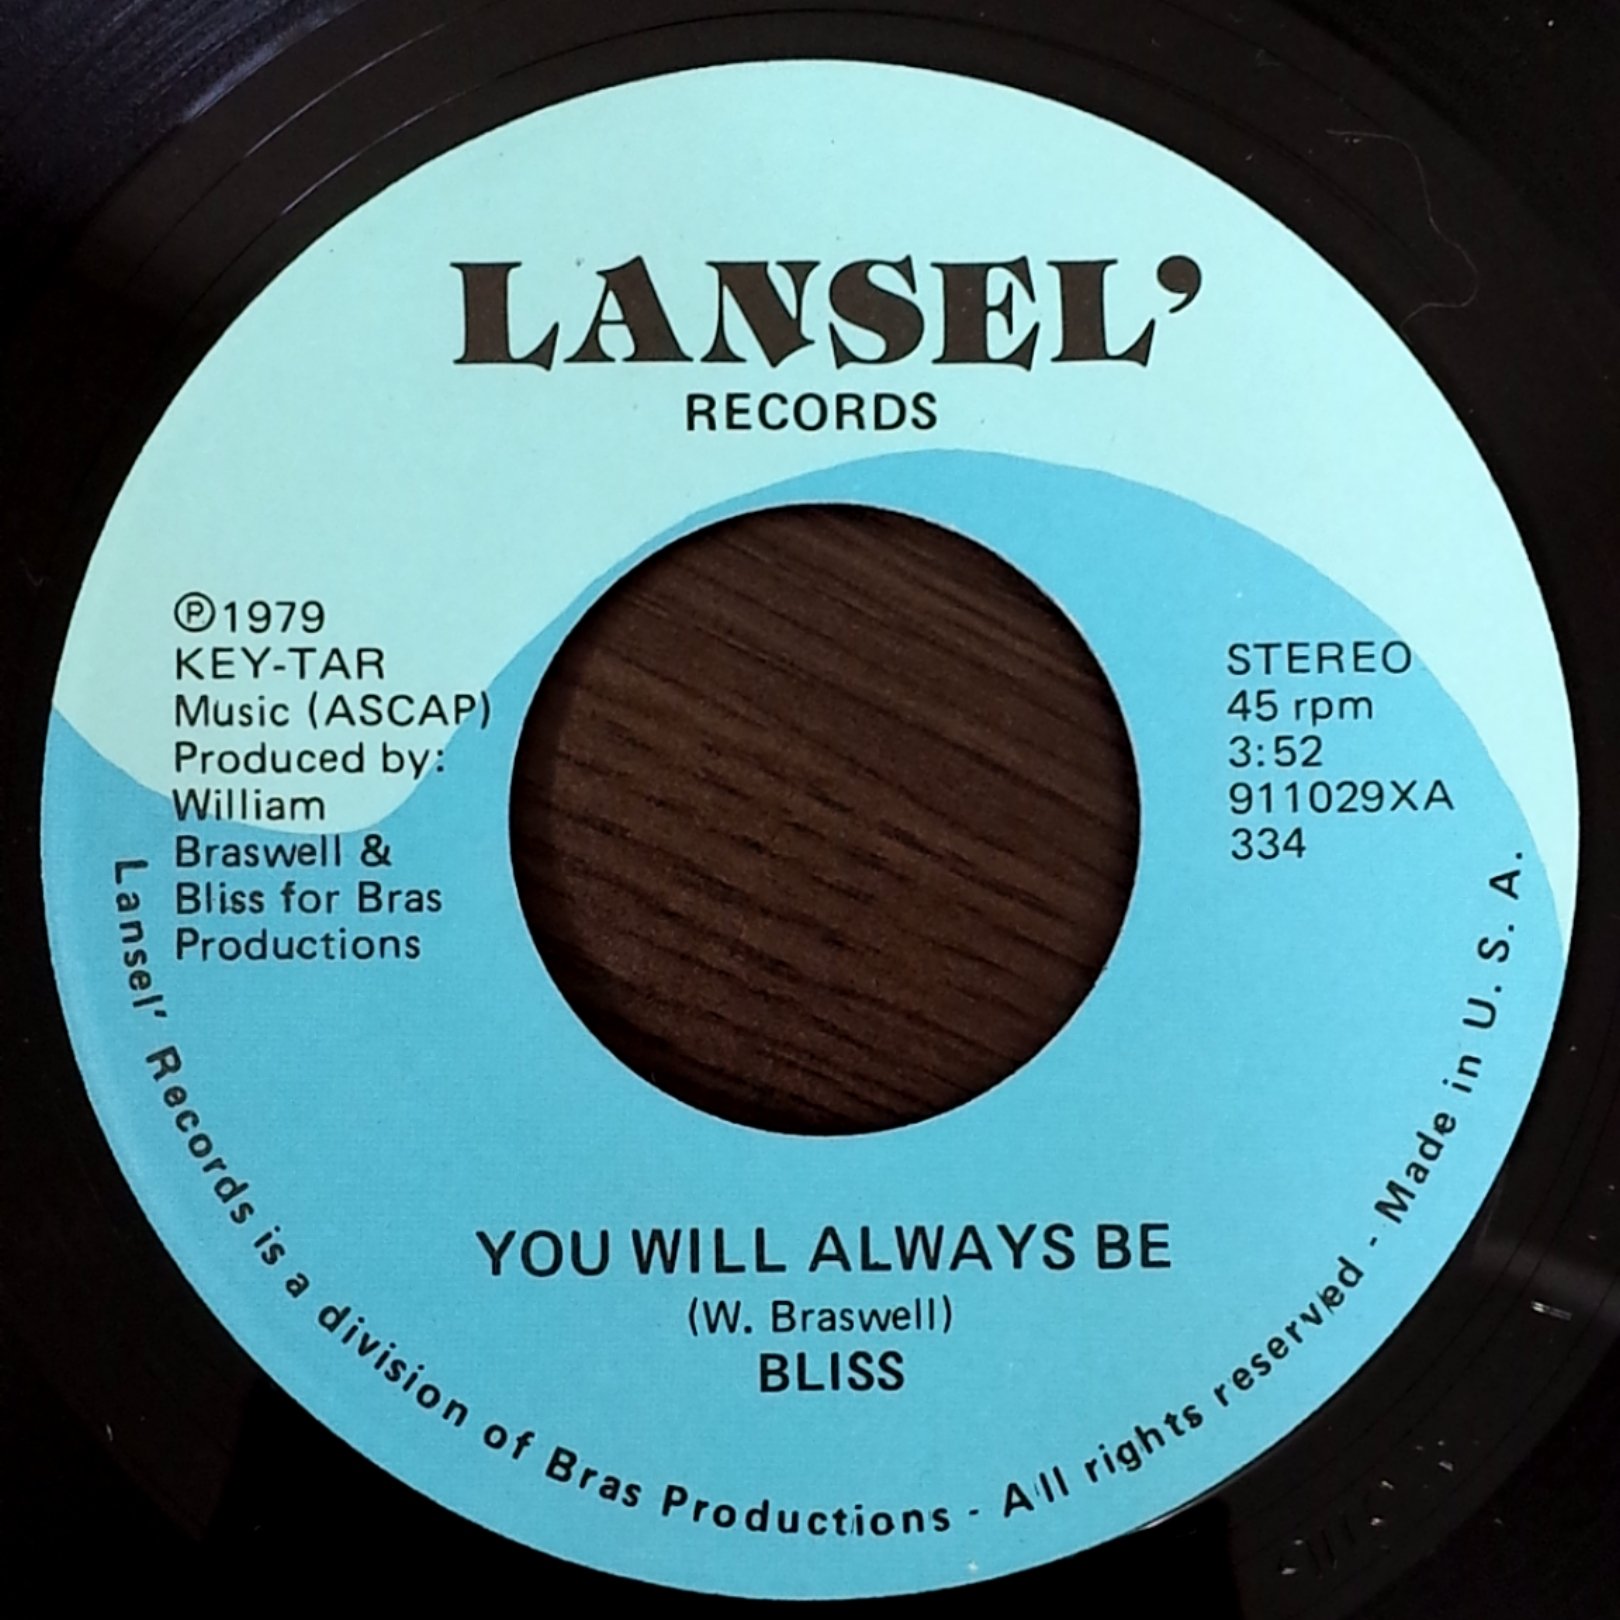 LANSEL’
RECORDS
Ⓟ1979
KEY-TAR
Music (ASCAP)
Produced by:
William
Braswell &
Bliss for Bras
Productions
STEREO
45 rpm
3:52
911029XA
334
YOU WILL ALWAYS BE
(W. Braswell)
BLISS
Lansel’ Records is a division of Bras Productions - All rights reserved - Made in U. S. A.